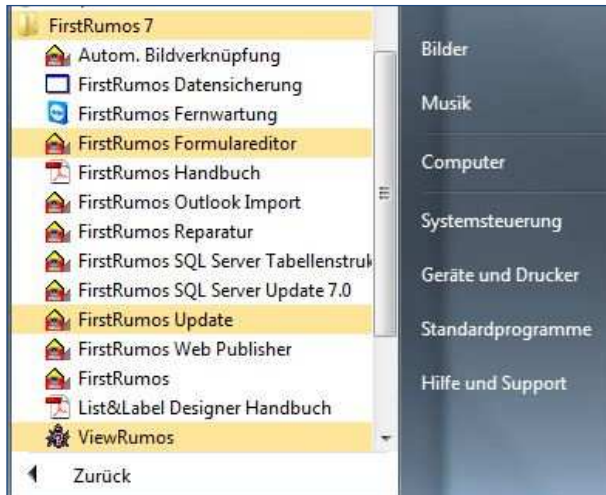 FirstRumos 7
Autom. Bildverknüpfung
FirstRumos Datensicherung
FirstRumos Fernwartung
FirstRumos Formulareditor
FirstRumos Handbuch
FirstRumos Outlook Import
FirstRumos Reparatur
FirstRumos SQL Server Tabellenstruk
FirstRumos SQL Server Update 7.0
FirstRumos Update
FirstRumos Web Publisher
FirstRumos
List&Label Designer Handbuch
ViewRumos
Zurück
Bilder
Musik
Computer
Systemsteuerung
Geräte und Drucker
Standardprogramme
Hilfe und Support